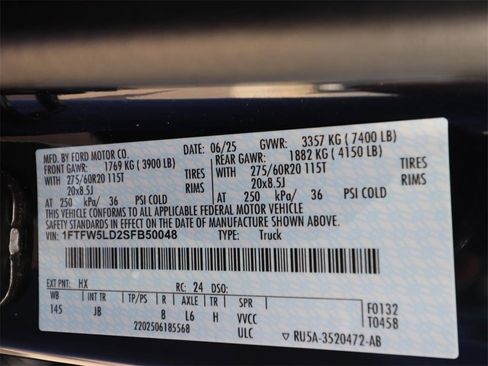 MFD. BY FORD MOTOR CO. DATE: 06/25 GVWR: 3357 KG (7400 LB)
FRONT GAWR: 1769 KG (3900 LB) REAR GAWR: 1882 KG (4150 LB)
275/60R20 115T TIRES 275/60R20 115T TIRES
20x8.5J RIMS 20x8.5J RIMS
AT 250 kPa/ 36 PSI COLD AT 250 kPa/ 36 PSI COLD
THIS VEHICLE CONFORMS TO ALL APPLICABLE FEDERAL MOTOR VEHICLE
SAFETY STANDARDS IN EFFECT ON THE DATE OF MANUFACTURE SHOWN ABOVE.
VIN: 1FTFW5LD2SFB50048 TYPE: Truck
EXT PNT: HX RC: 24 DSO:
WB INT TR TP/PS R AXLE TR SPR
145 JB 8 L6 H VVCC
2202506185568 ULC
F0132
T0458
▽ RU5A-3520472-AB